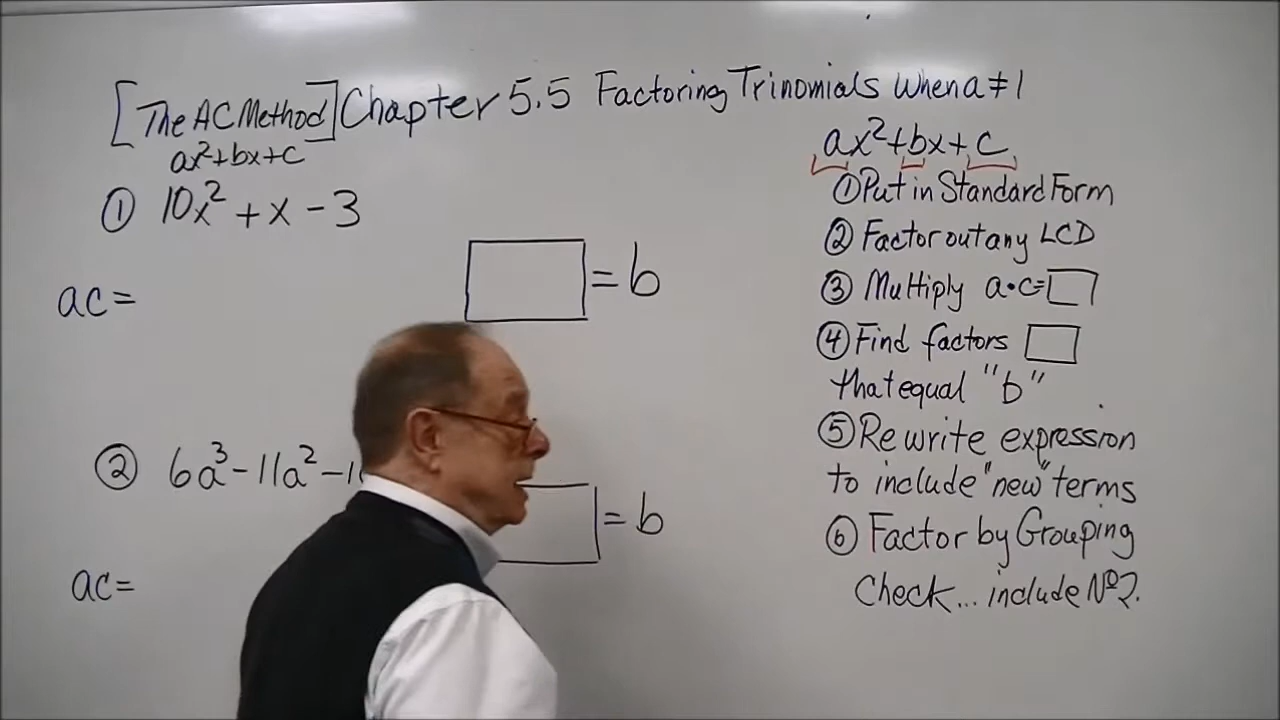 [The AC Method] Chapter 5.5 Factoring Trinomials When a ≠ 1
ax²+bx+c
① 10x² + x - 3
ac=
= b
② 6a³ - 11a² - 1
= b
ac=
ax²+bx+c
① Put in Standard Form
② Factor out any LCD
③ Multiply a•c=
④ Find factors
that equal "b"
⑤ Rewrite expression
to include "new" terms
⑥ Factor by Grouping
Check... include Nº2.